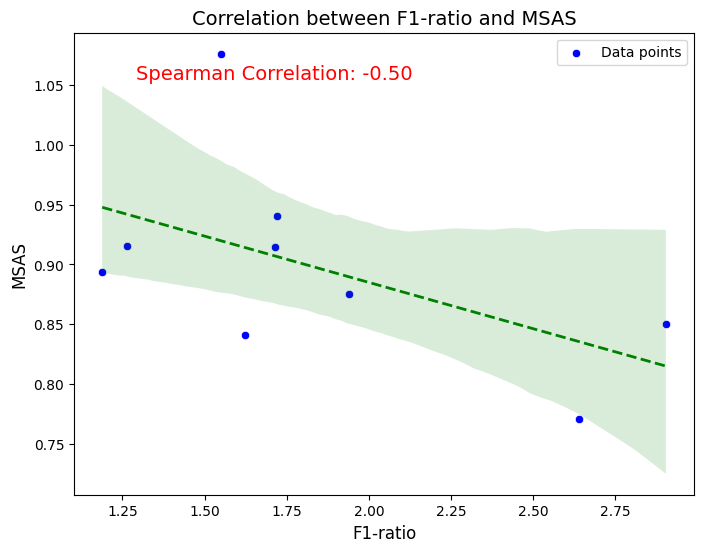 Correlation between F1-ratio and MSAS
Data points
Spearman Correlation: -0.50
1.05
1.00
0.95
0.90
0.85
0.80
0.75
MSAS
1.25 1.50 1.75 2.00 2.25 2.50 2.75
F1-ratio